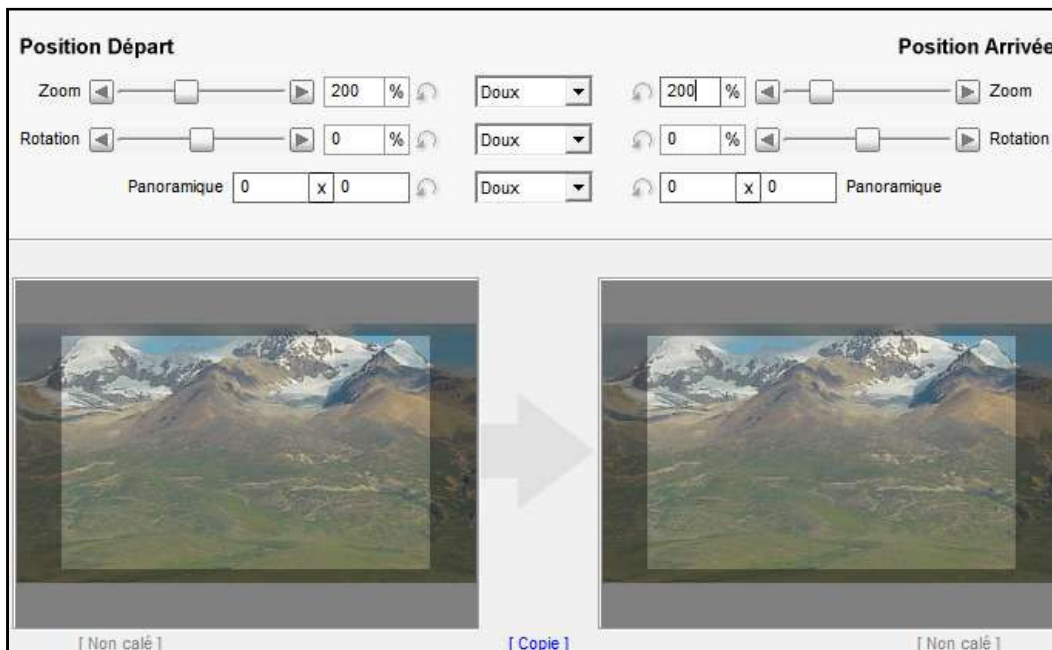 Position Départ Position Arrivée
Zoom 200 % Doux 200 % Zoom
Rotation 0 % Doux 0 % Rotation
Panoramique 0 x 0 Doux 0 x 0 Panoramique
[ Non calé ] [ Copie ] [ Non calé ]